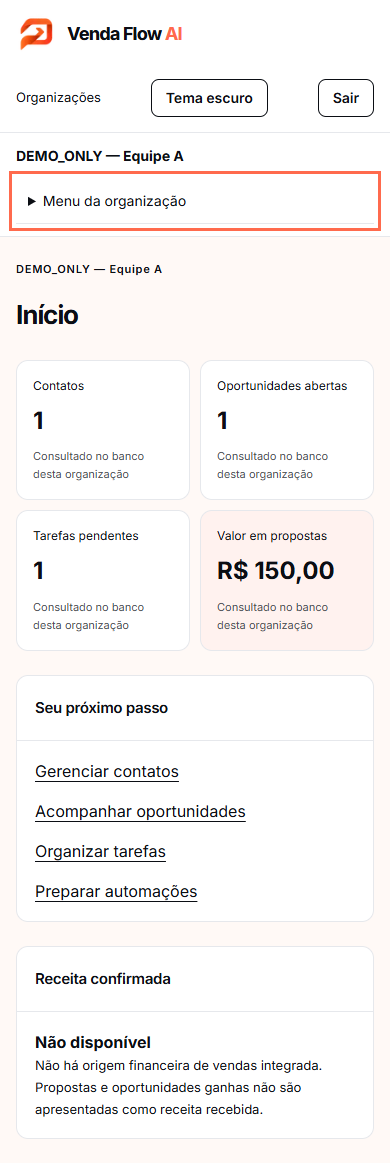 Venda Flow AI
Organizações
Tema escuro
Sair
DEMO_ONLY — Equipe A
Menu da organização
DEMO_ONLY — Equipe A
Início
Contatos
1
Consultado no banco
desta organização
Oportunidades abertas
1
Consultado no banco
desta organização
Tarefas pendentes
1
Consultado no banco
desta organização
Valor em propostas
R$ 150,00
Consultado no banco
desta organização
Seu próximo passo
Gerenciar contatos
Acompanhar oportunidades
Organizar tarefas
Preparar automações
Receita confirmada
Não disponível
Não há origem financeira de vendas integrada.
Propostas e oportunidades ganhas não são
apresentadas como receita recebida.